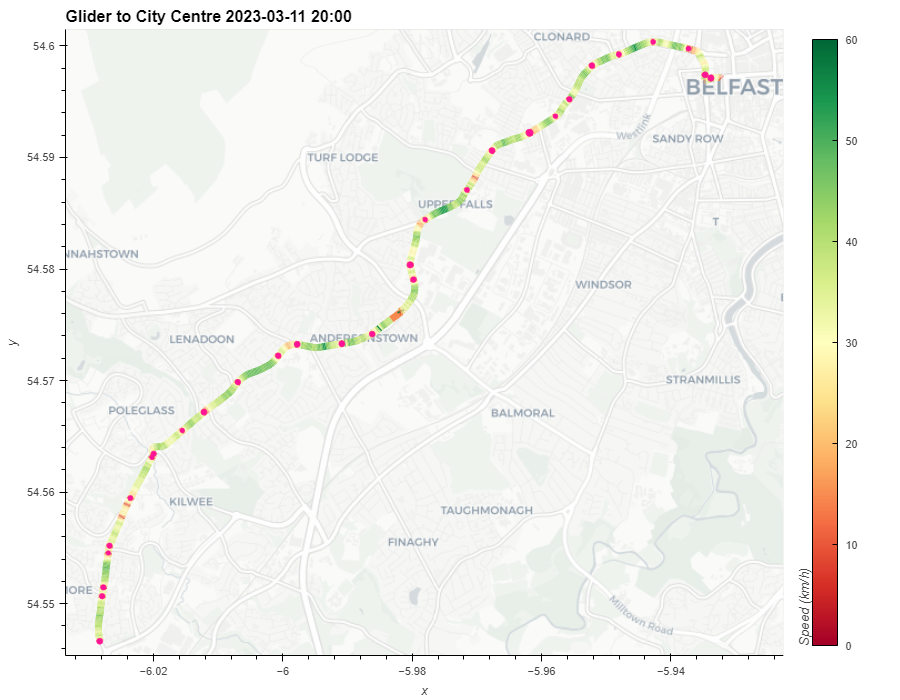 Glider to City Centre 2023-03-11 20:00
CLONARD
BELFAST
Westlink
SANDY ROW
TURF LODGE
UPPER FALLS
T
NNAHSTOWN
WINDSOR
LENADOON
ANDERSONSTOWN
STRANMILLIS
POLEGLASS
BALMORAL
KILWEE
TAUGHMONAGH
FINAGHY
MORE
Milltown Road
54.6
54.59
54.58
54.57
54.56
54.55
y
−6.02
−6
−5.98
−5.96
−5.94
x
60
50
40
30
20
10
0
Speed (km/h)